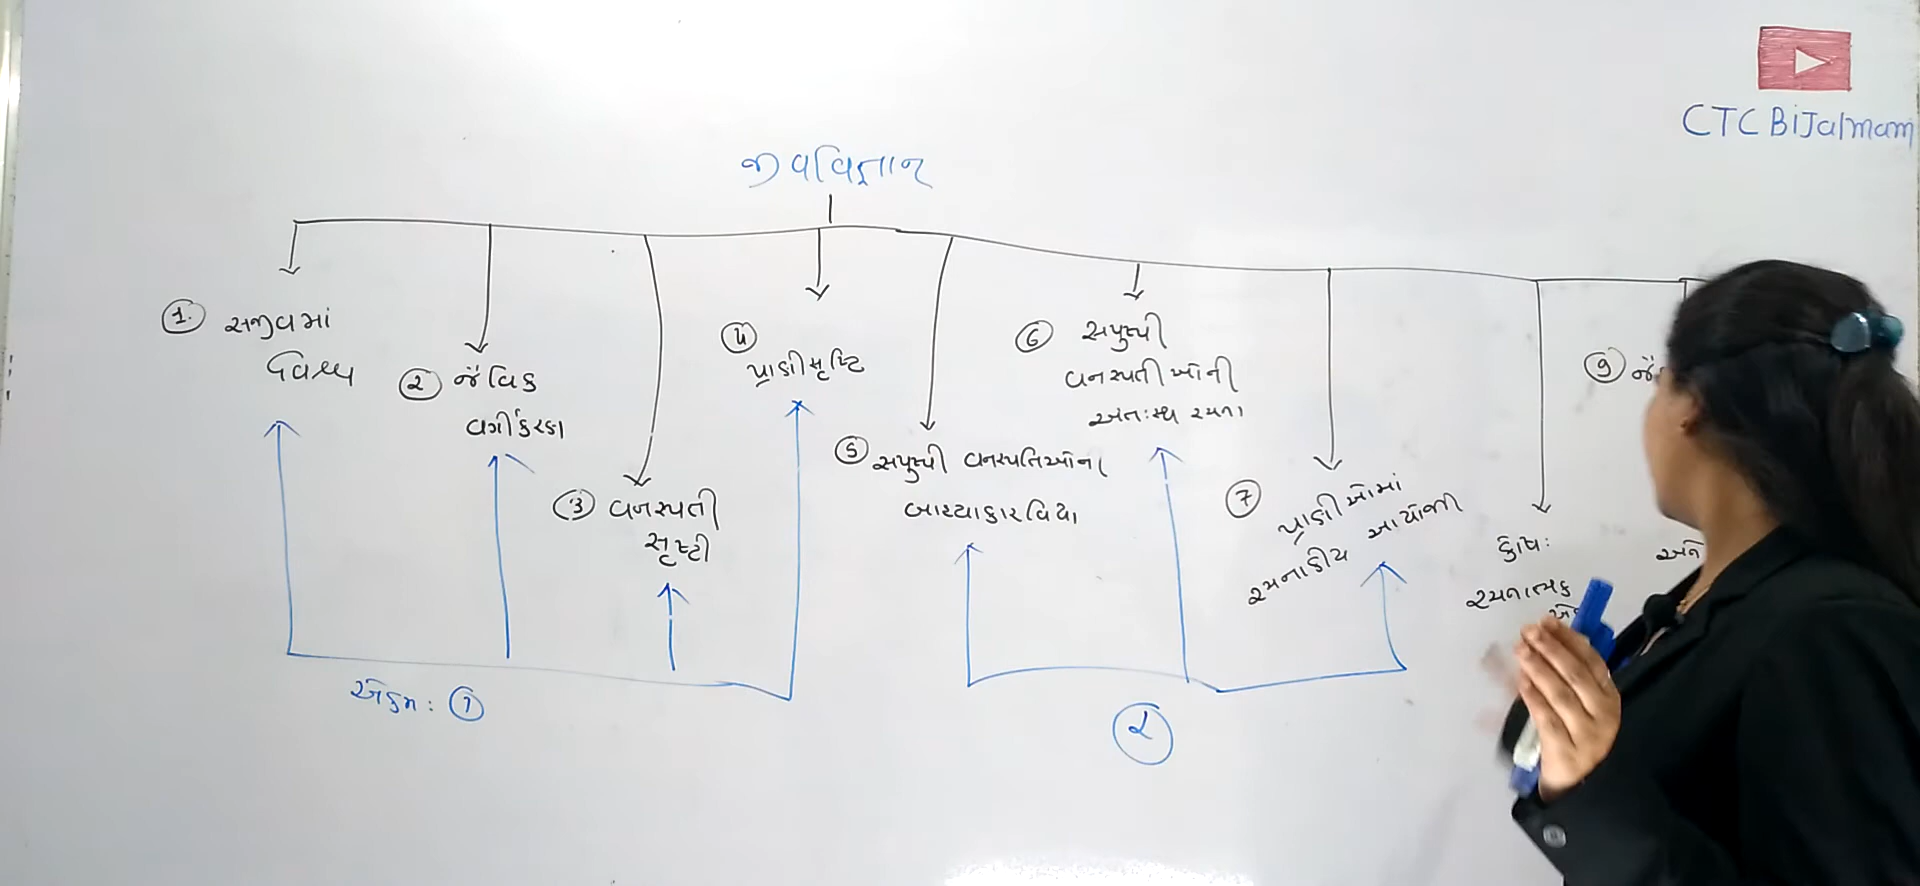 CTC Bijalmam
જીવવિજ્ઞાન
1. સજીવમાં
2 જૈવિક
વર્ગીકરણ
3 વનસ્પતી
સૃષ્ટી
4
પ્રાણીસૃષ્ટિ
5 સપુષ્પી વનસ્પતિઓના
બાહ્યાકારવિદ્યા
6 સપુષ્પી
વનસ્પતીઓની
અંતઃસ્થ રચના
7 પ્રાણીઓમાં
રચનાકીય આયોજન
કોષઃ
રચનાત્મક
9
એકમ: 1
2